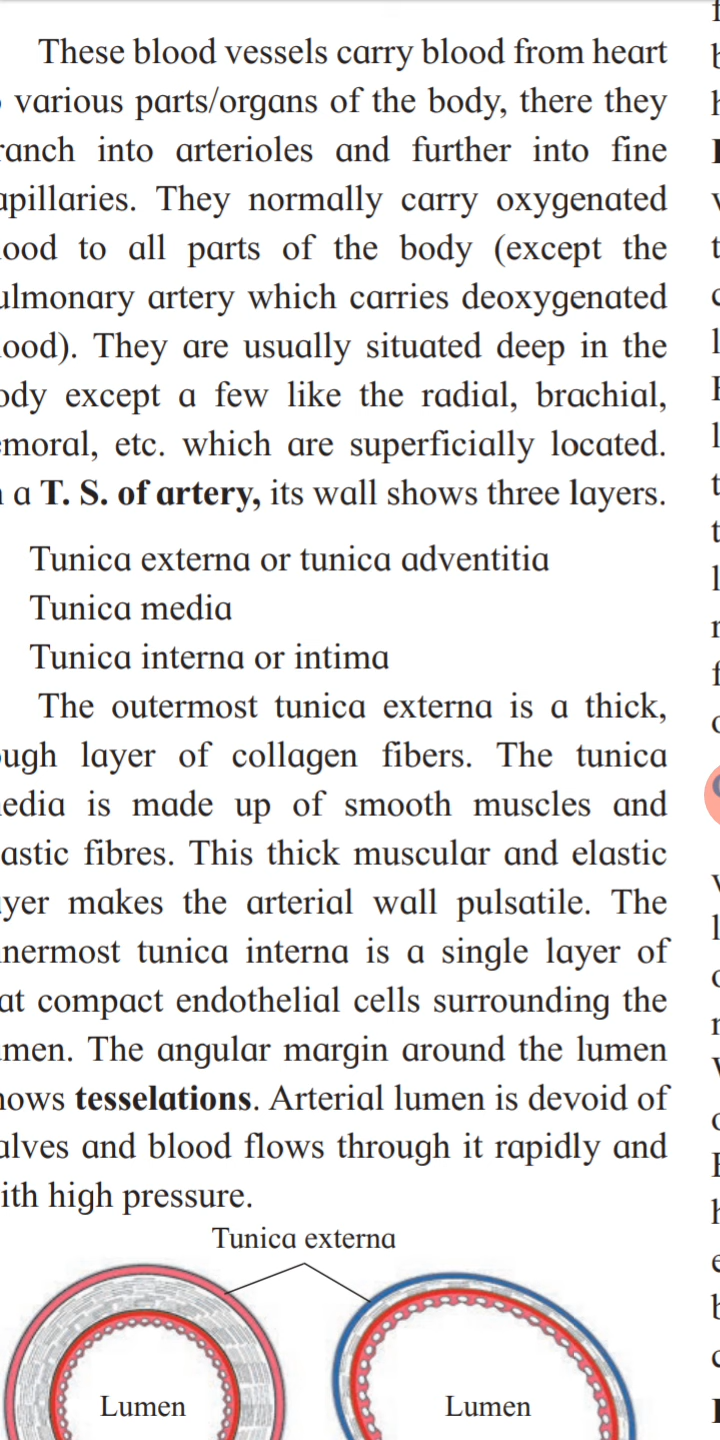 These blood vessels carry blood from heart
various parts/organs of the body, there they
ranch into arterioles and further into fine
apillaries. They normally carry oxygenated
ood to all parts of the body (except the
ulmonary artery which carries deoxygenated
ood). They are usually situated deep in the
ody except a few like the radial, brachial,
emoral, etc. which are superficially located.
a T. S. of artery, its wall shows three layers.
Tunica externa or tunica adventitia
Tunica media
Tunica interna or intima
The outermost tunica externa is a thick,
ough layer of collagen fibers. The tunica
edia is made up of smooth muscles and
astic fibres. This thick muscular and elastic
yer makes the arterial wall pulsatile. The
nermost tunica interna is a single layer of
at compact endothelial cells surrounding the
men. The angular margin around the lumen
hows tesselations. Arterial lumen is devoid of
alves and blood flows through it rapidly and
ith high pressure.
Tunica externa
Lumen
Lumen